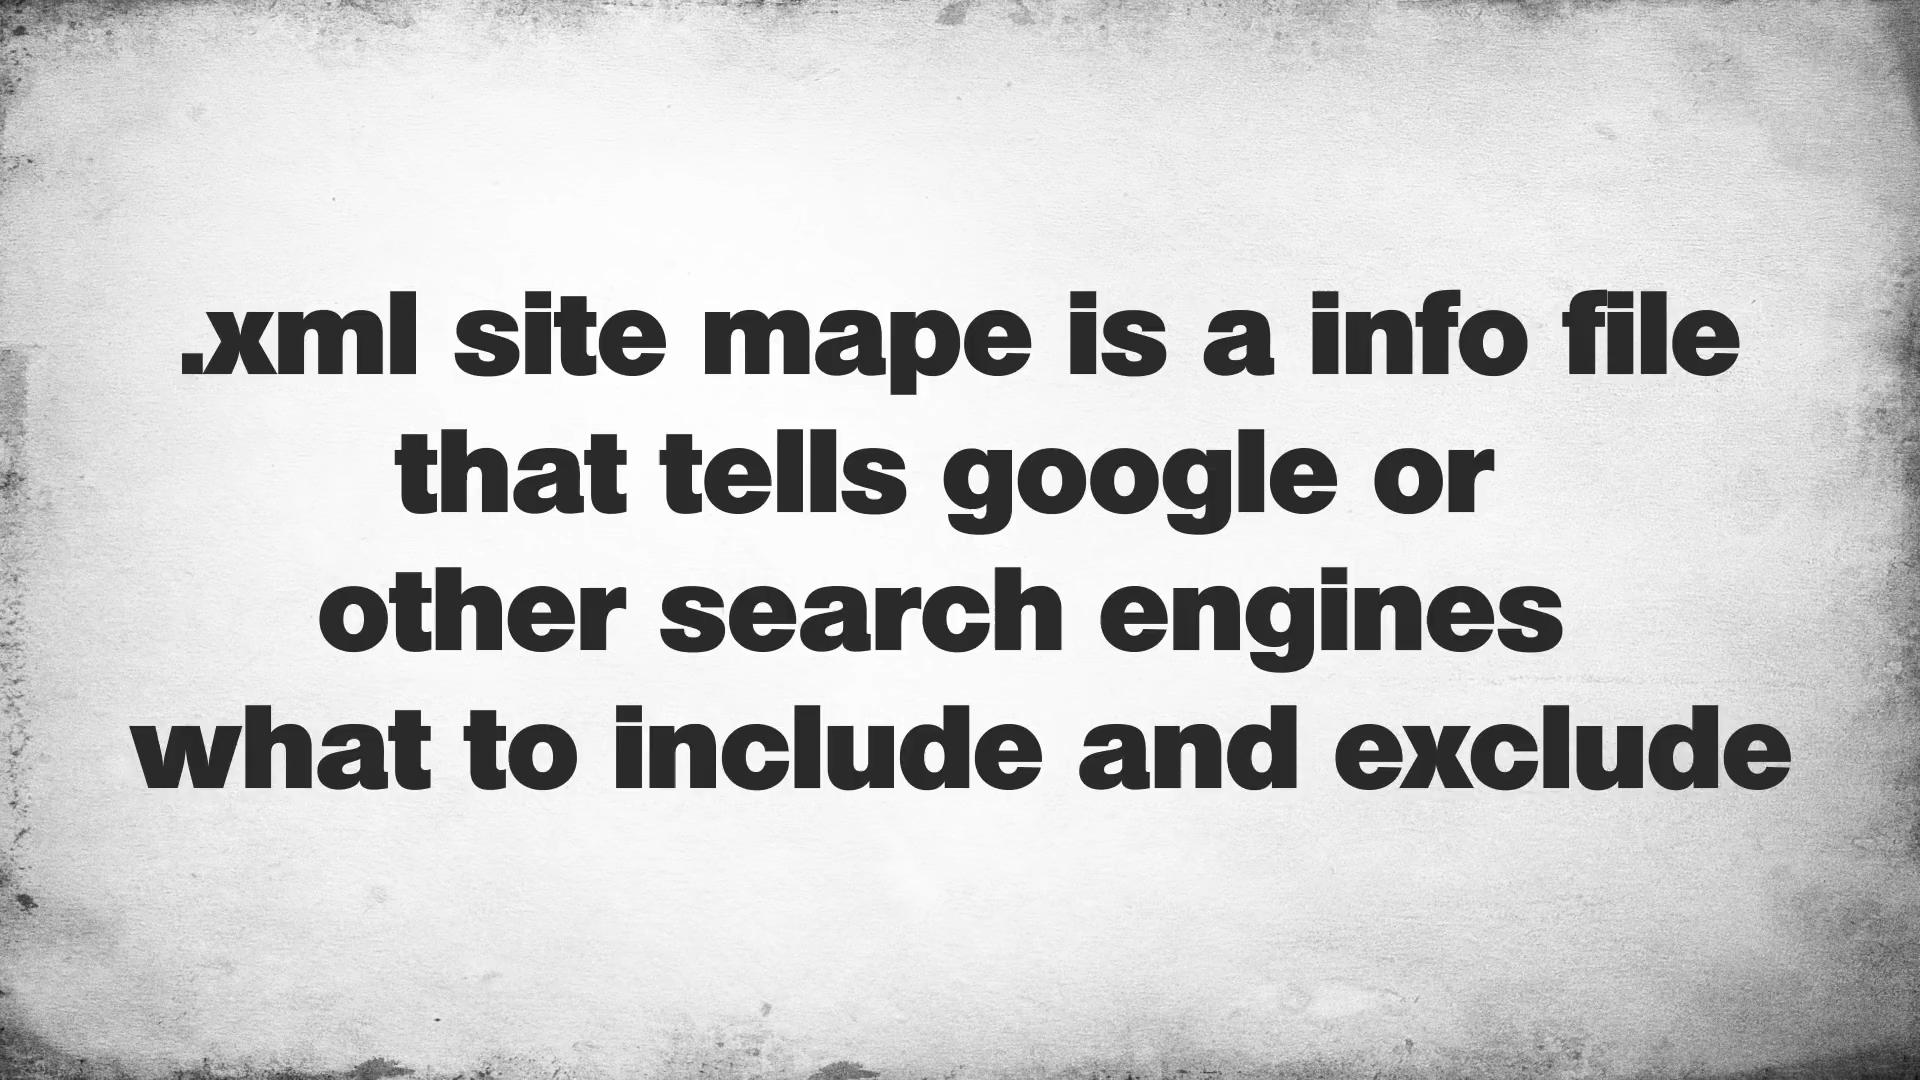 .xml site mape is a info file
that tells google or
other search engines
what to include and exclude